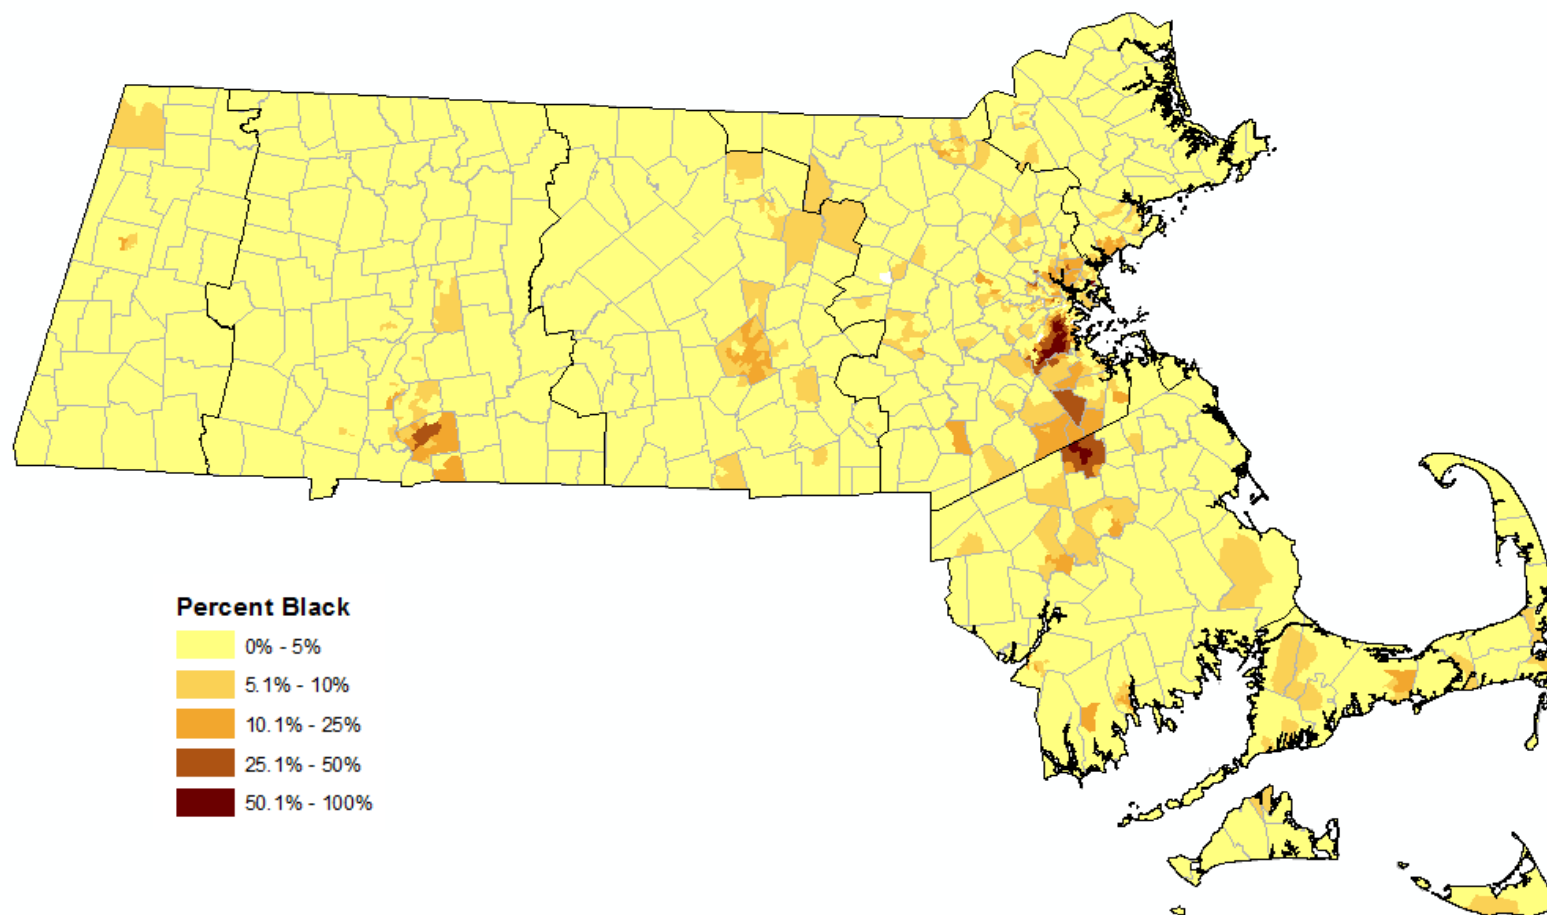 Percent Black
0% - 5%
5.1% - 10%
10.1% - 25%
25.1% - 50%
50.1% - 100%